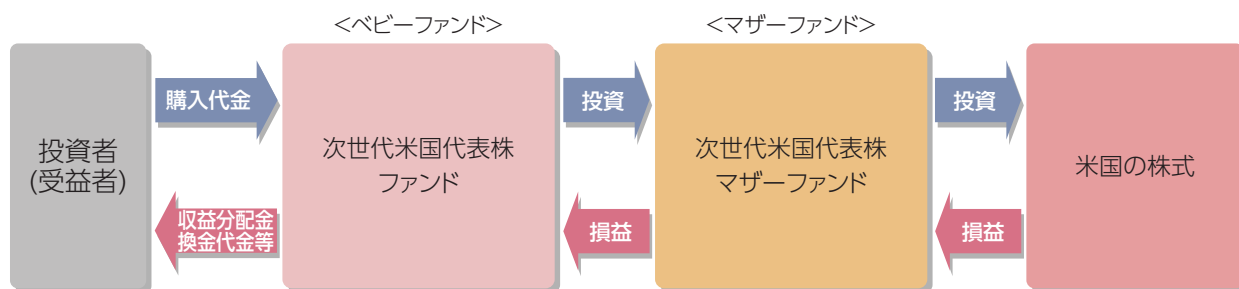 <ベビーファンド>
<マザーファンド>
投資者
(受益者)
購入代金
収益分配金
換金代金等
次世代米国代表株
ファンド
投資
損益
次世代米国代表株
マザーファンド
投資
損益
米国の株式